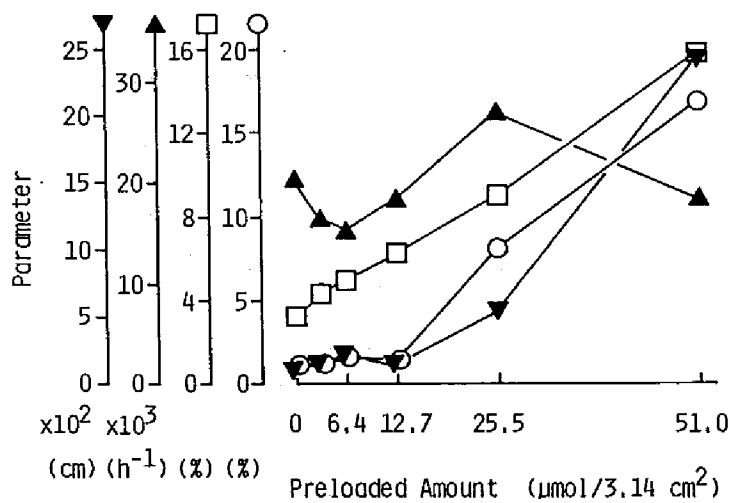 25 30 16 20
20 12 15
15 20 8 10
10 10 4 5
5
0 0 0 0
Parameter
x10² x10³
(cm) (h⁻¹) (%) (%)
0 6.4 12.7 25.5 51.0
Preloaded Amount (μmol/3.14 cm²)